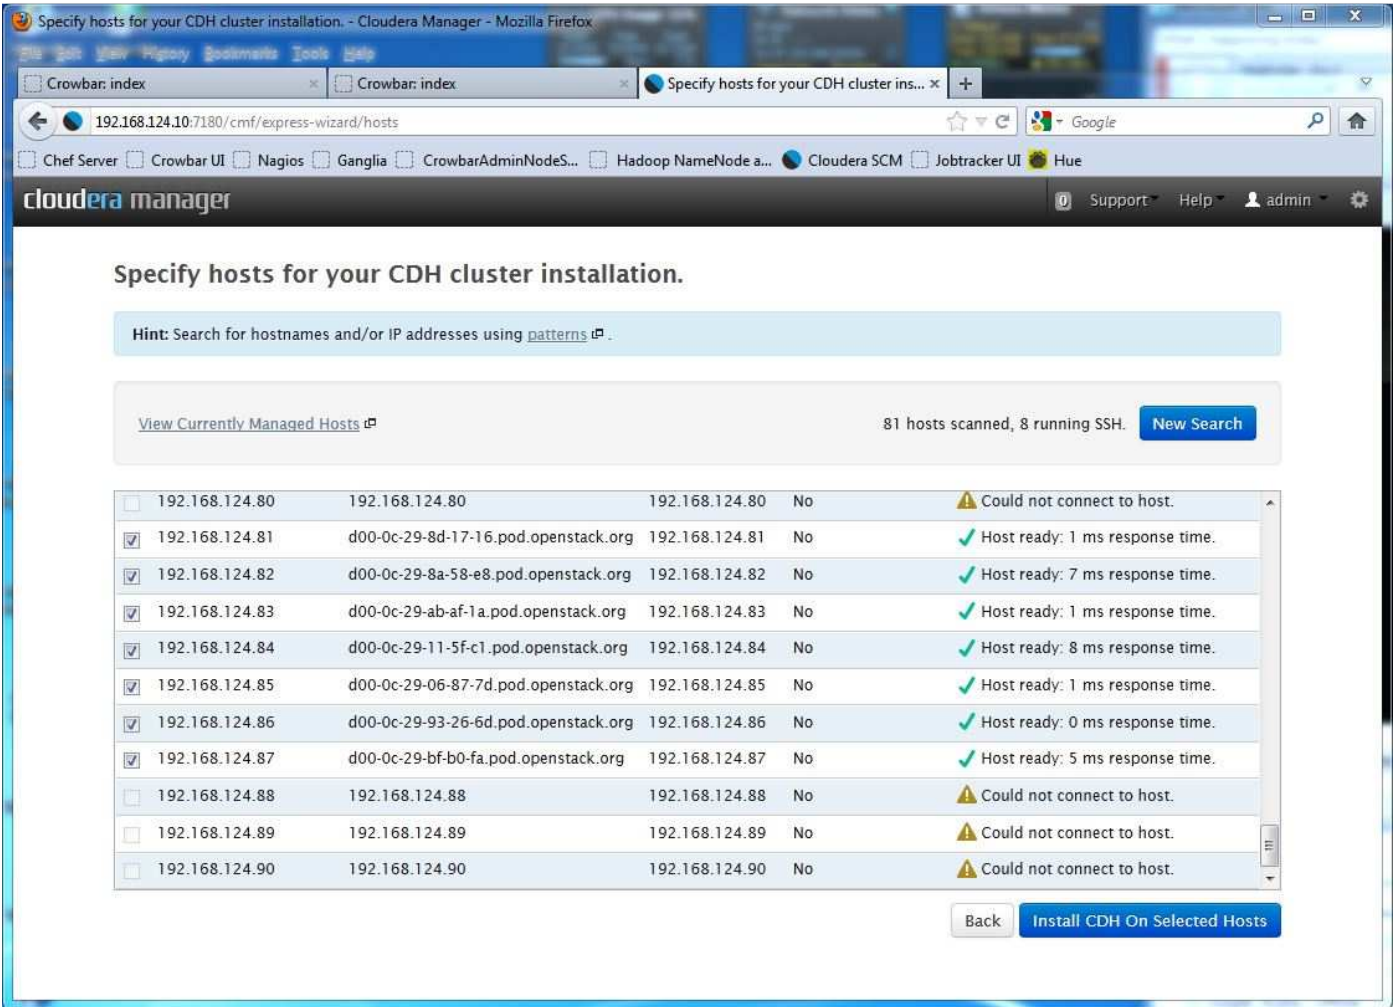 Specify hosts for your CDH cluster installation. - Cloudera Manager - Mozilla Firefox
File Edit View History Bookmarks Tools Help
Crowbar: index Crowbar: index Specify hosts for your CDH cluster ins...
192.168.124.10:7180/cmf/express-wizard/hosts Google
Chef Server Crowbar UI Nagios Ganglia CrowbarAdminNodeS... Hadoop NameNode a... Cloudera SCM Jobtracker UI Hue
cloudera manager 0 Support Help admin
Specify hosts for your CDH cluster installation.
Hint: Search for hostnames and/or IP addresses using patterns .
View Currently Managed Hosts 81 hosts scanned, 8 running SSH. New Search
192.168.124.80 192.168.124.80 192.168.124.80 No Could not connect to host.
192.168.124.81 d00-0c-29-8d-17-16.pod.openstack.org 192.168.124.81 No Host ready: 1 ms response time.
192.168.124.82 d00-0c-29-8a-58-e8.pod.openstack.org 192.168.124.82 No Host ready: 7 ms response time.
192.168.124.83 d00-0c-29-ab-af-1a.pod.openstack.org 192.168.124.83 No Host ready: 1 ms response time.
192.168.124.84 d00-0c-29-11-5f-c1.pod.openstack.org 192.168.124.84 No Host ready: 8 ms response time.
192.168.124.85 d00-0c-29-06-87-7d.pod.openstack.org 192.168.124.85 No Host ready: 1 ms response time.
192.168.124.86 d00-0c-29-93-26-6d.pod.openstack.org 192.168.124.86 No Host ready: 0 ms response time.
192.168.124.87 d00-0c-29-bf-b0-fa.pod.openstack.org 192.168.124.87 No Host ready: 5 ms response time.
192.168.124.88 192.168.124.88 192.168.124.88 No Could not connect to host.
192.168.124.89 192.168.124.89 192.168.124.89 No Could not connect to host.
192.168.124.90 192.168.124.90 192.168.124.90 No Could not connect to host.
Back Install CDH On Selected Hosts